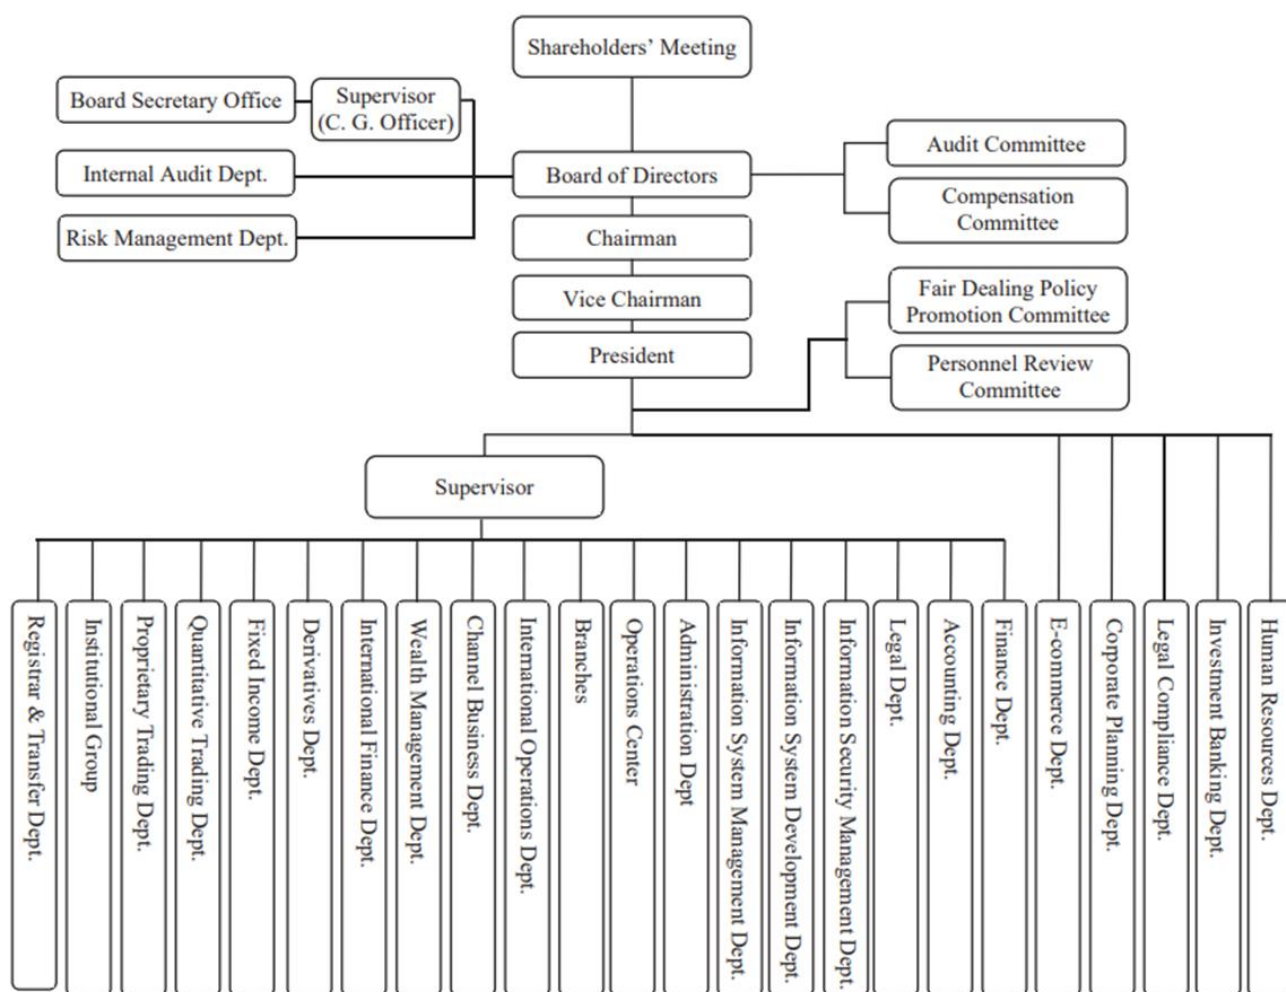 Shareholders' Meeting
Board Secretary Office
Supervisor
(C. G. Officer)
Internal Audit Dept.
Risk Management Dept.
Board of Directors
Audit Committee
Compensation
Committee
Chairman
Vice Chairman
President
Fair Dealing Policy
Promotion Committee
Personnel Review
Committee
Supervisor
Registrar & Transfer Dept.
Institutional Group
Proprietary Trading Dept.
Quantitative Trading Dept.
Fixed Income Dept.
Derivatives Dept.
International Finance Dept.
Wealth Management Dept.
Channel Business Dept.
International Operations Dept.
Branches
Operations Center
Administration Dept
Information System Management Dept.
Information System Development Dept.
Information Security Management Dept.
Legal Dept.
Accounting Dept.
Finance Dept.
E-commerce Dept.
Corporate Planning Dept.
Legal Compliance Dept.
Investment Banking Dept.
Human Resources Dept.